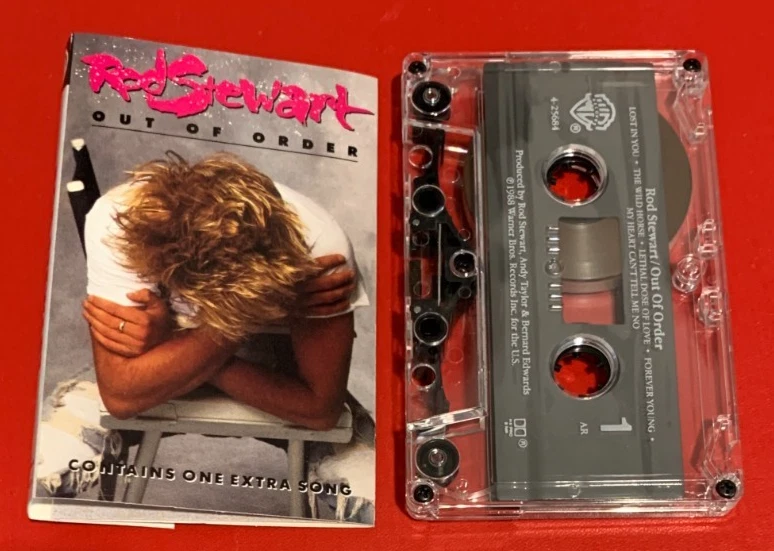 Rod Stewart
OUT OF ORDER
CONTAINS ONE EXTRA SONG
Rod Stewart/Out Of Order
LOST IN YOU • THE WILD HORSE • LETHAL DOSE OF LOVE • FOREVER YOUNG •
MY HEART CAN'T TELL ME NO
4-25684
®
1
AR
Produced by Rod Stewart, Andy Taylor & Bernard Edwards
℗1988 Warner Bros. Records Inc. for the U.S.